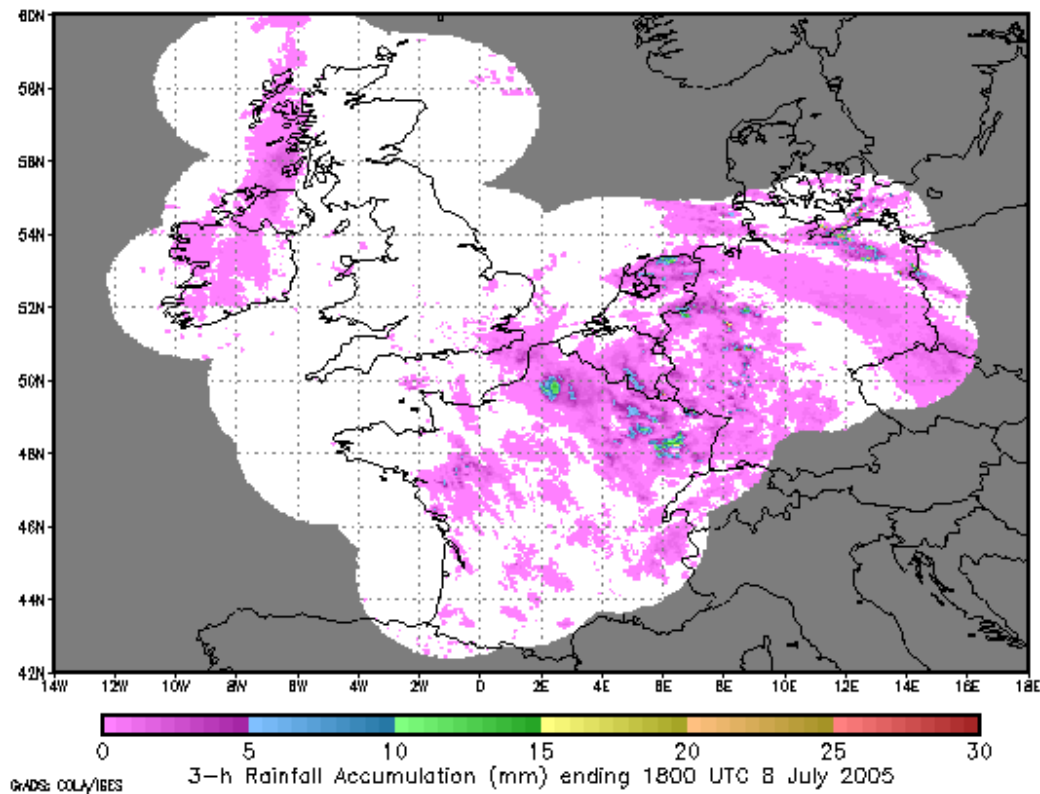 60N
58N
56N
54N
52N
50N
48N
46N
44N
42N
14W 12W 10W 8W 6W 4W 2W 0 2E 4E 6E 8E 10E 12E 14E 16E 18E
0 5 10 15 20 25 30
3-h Rainfall Accumulation (mm) ending 1800 UTC 8 July 2005
GrADS: COLA/IGES